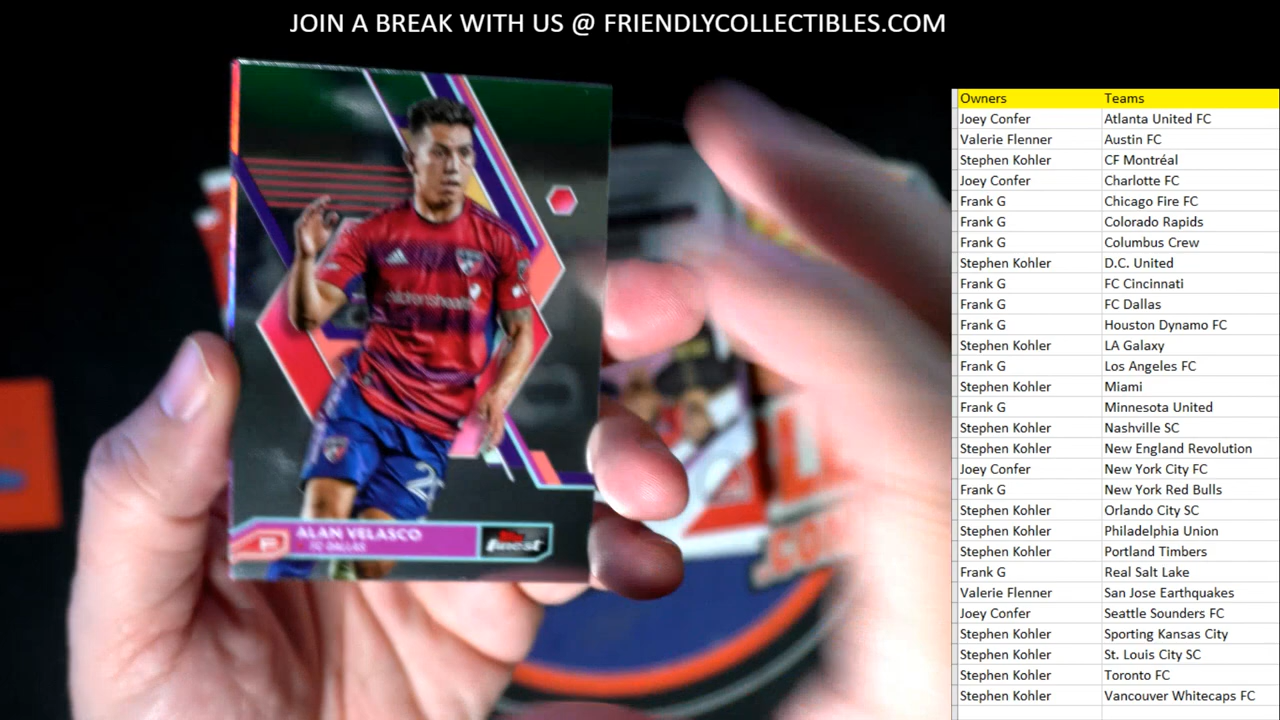 JOIN A BREAK WITH US @ FRIENDLYCOLLECTIBLES.COM
Owners Teams
Joey Confer Atlanta United FC
Valerie Flenner Austin FC
Stephen Kohler CF Montréal
Joey Confer Charlotte FC
Frank G Chicago Fire FC
Frank G Colorado Rapids
Frank G Columbus Crew
Stephen Kohler D.C. United
Frank G FC Cincinnati
Frank G FC Dallas
Frank G Houston Dynamo FC
Stephen Kohler LA Galaxy
Frank G Los Angeles FC
Stephen Kohler Miami
Frank G Minnesota United
Stephen Kohler Nashville SC
Stephen Kohler New England Revolution
Joey Confer New York City FC
Frank G New York Red Bulls
Stephen Kohler Orlando City SC
Stephen Kohler Philadelphia Union
Stephen Kohler Portland Timbers
Frank G Real Salt Lake
Valerie Flenner San Jose Earthquakes
Joey Confer Seattle Sounders FC
Stephen Kohler Sporting Kansas City
Stephen Kohler St. Louis City SC
Stephen Kohler Toronto FC
Stephen Kohler Vancouver Whitecaps FC
childrenshealth
2
ALAN VELASCO
F FC DALLAS
Topps
finest